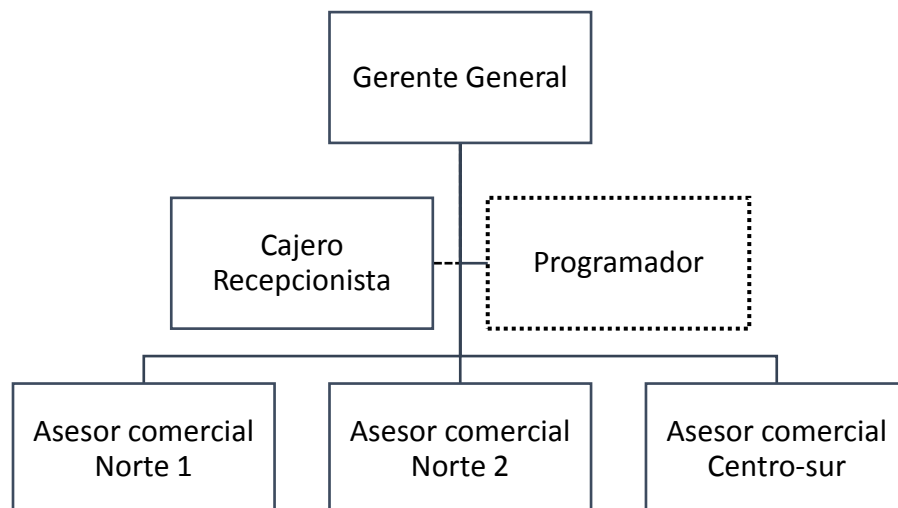 Gerente General
Cajero
Recepcionista
Programador
Asesor comercial
Norte 1
Asesor comercial
Norte 2
Asesor comercial
Centro-sur